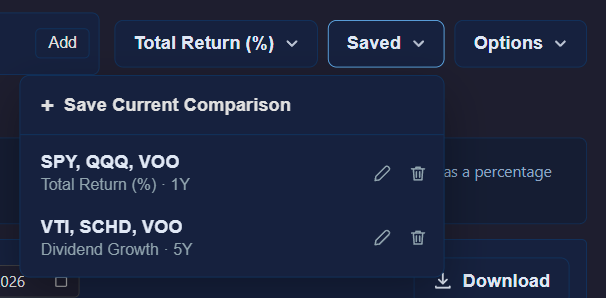 Add
Total Return (%)
Saved
Options
+ Save Current Comparison
SPY, QQQ, VOO
Total Return (%) · 1Y
as a percentage
VTI, SCHD, VOO
Dividend Growth · 5Y
026
Download